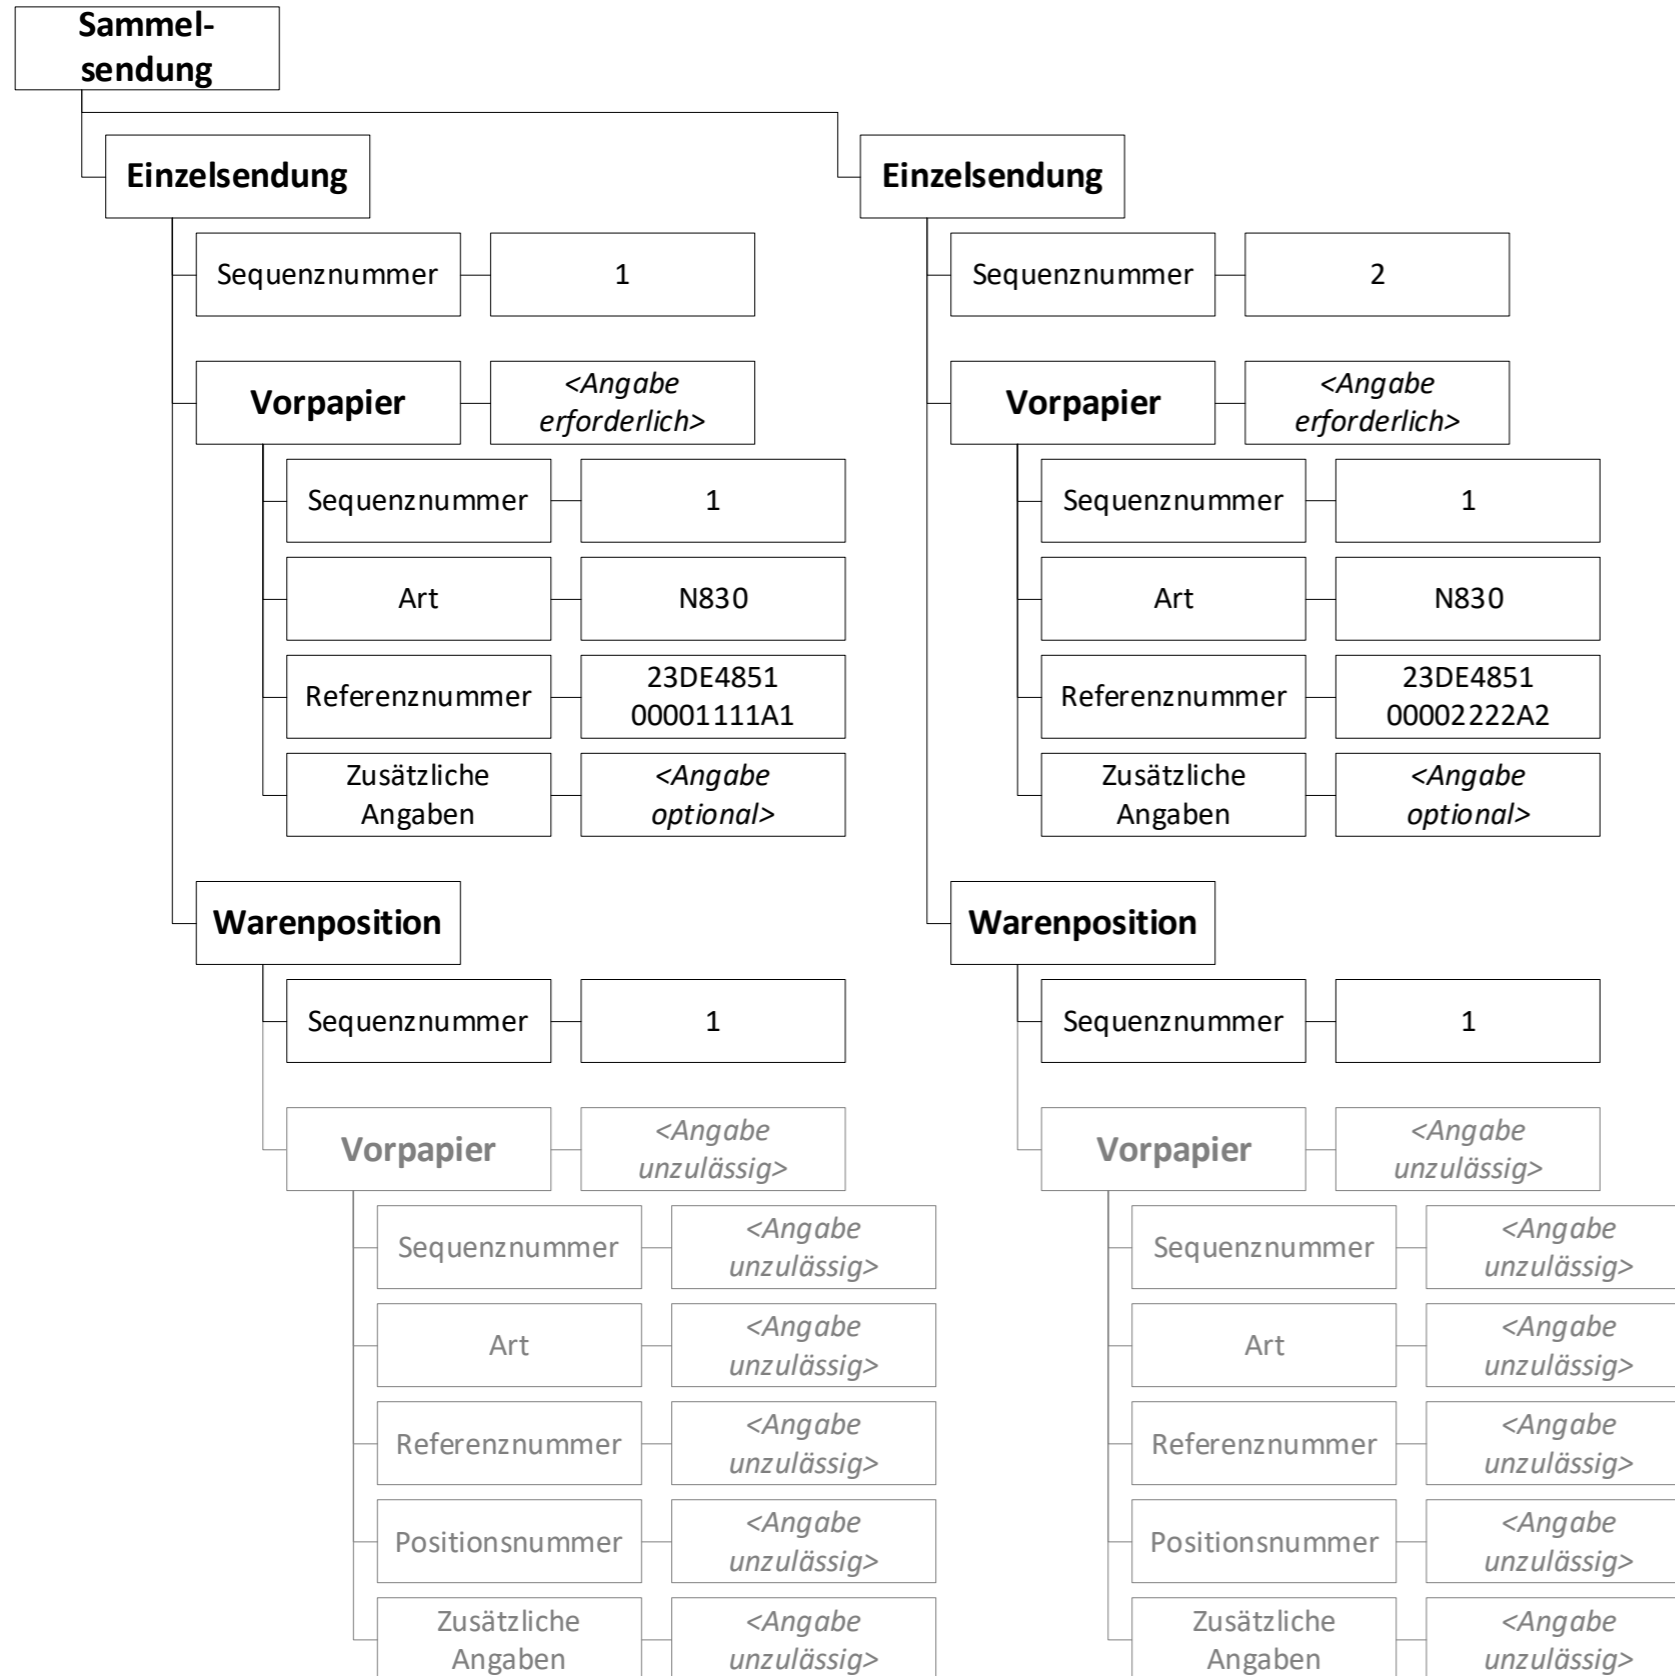 Sammel-
sendung
Einzelsendung
Sequenznummer
1
Vorpapier
<Angabe
erforderlich>
Sequenznummer
1
Art
N830
Referenznummer
23DE4851
00001111A1
Zusätzliche
Angaben
<Angabe
optional>
Warenposition
Sequenznummer
1
Vorpapier
<Angabe
unzulässig>
Sequenznummer
<Angabe
unzulässig>
Art
<Angabe
unzulässig>
Referenznummer
<Angabe
unzulässig>
Positionsnummer
<Angabe
unzulässig>
Zusätzliche
Angaben
<Angabe
unzulässig>
Einzelsendung
Sequenznummer
2
Vorpapier
<Angabe
erforderlich>
Sequenznummer
1
Art
N830
Referenznummer
23DE4851
00002222A2
Zusätzliche
Angaben
<Angabe
optional>
Warenposition
Sequenznummer
1
Vorpapier
<Angabe
unzulässig>
Sequenznummer
<Angabe
unzulässig>
Art
<Angabe
unzulässig>
Referenznummer
<Angabe
unzulässig>
Positionsnummer
<Angabe
unzulässig>
Zusätzliche
Angaben
<Angabe
unzulässig>